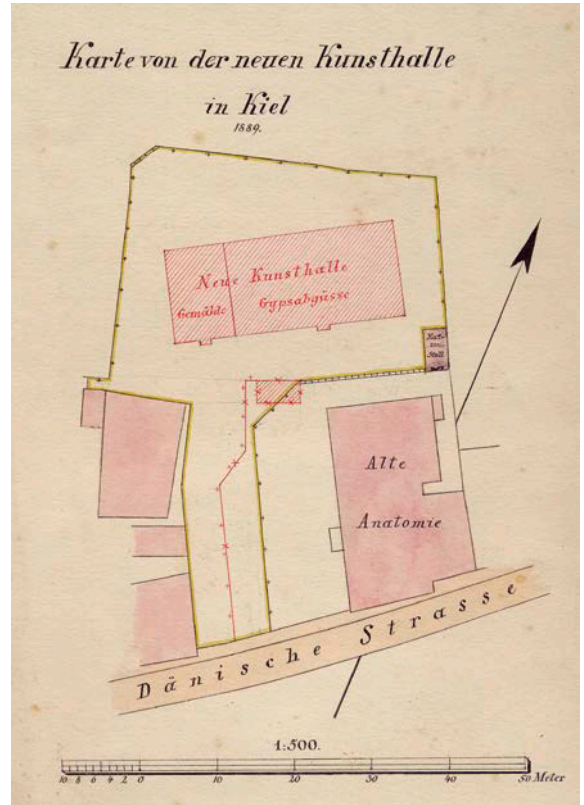 Karte von der neuen Kunsthalle
in Kiel
1889.
Neue Kunsthalle
Gemälde
Gypsabgüsse
Stall
Alte
Anatomie
Dänische Strasse
1:500.
10 8 6 4 2 0 10 20 30 40 50 Meter